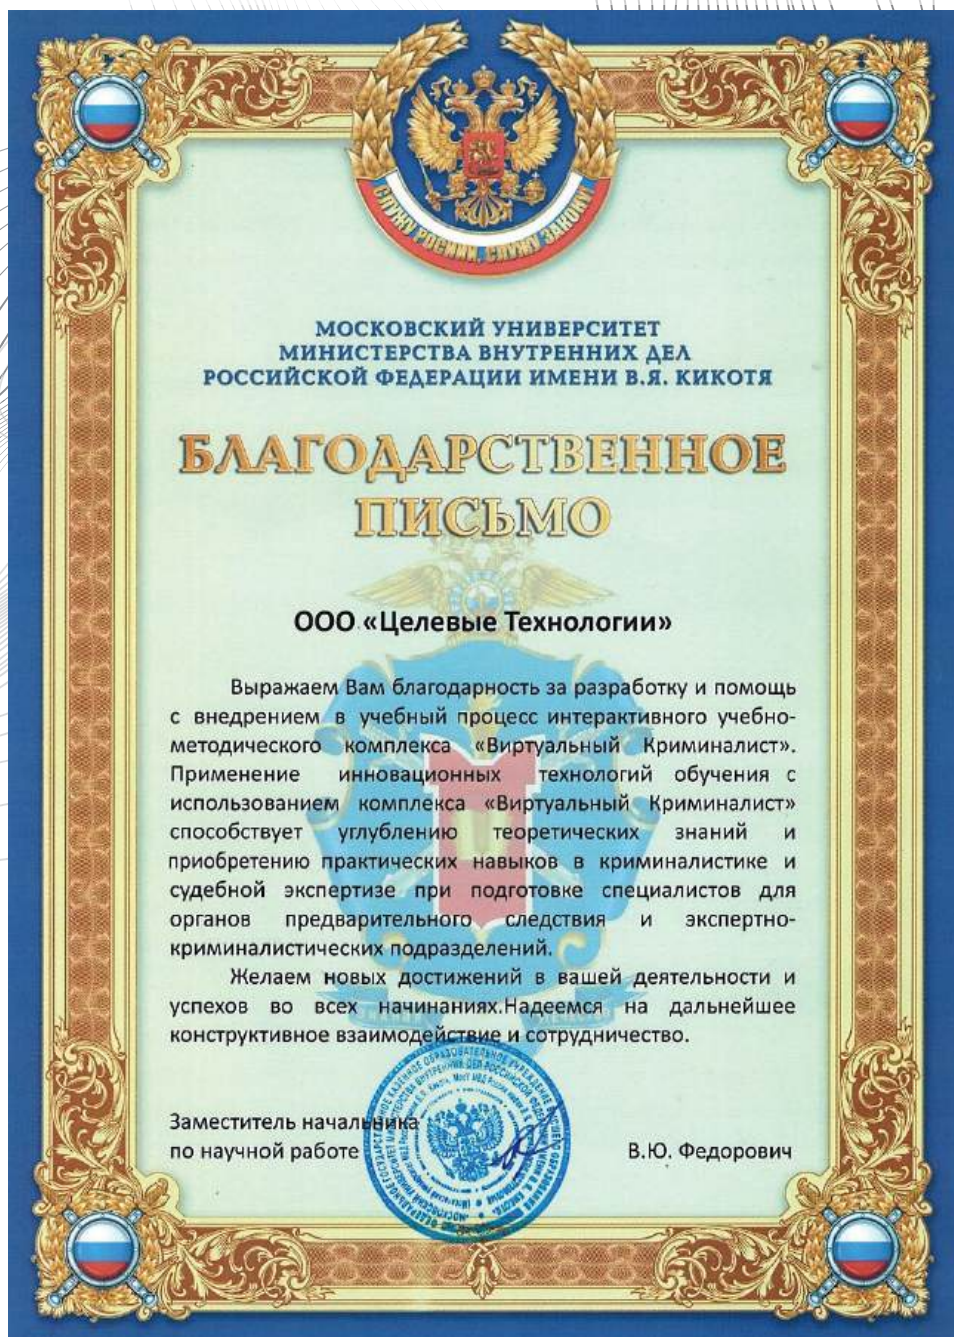 СЛУЖУ РОССИИ, СЛУЖУ ЗАКОНУ!
МОСКОВСКИЙ УНИВЕРСИТЕТ
МИНИСТЕРСТВА ВНУТРЕННИХ ДЕЛ
РОССИЙСКОЙ ФЕДЕРАЦИИ ИМЕНИ В.Я. КИКОТЯ
БЛАГОДАРСТВЕННОЕ
ПИСЬМО
ООО «Целевые Технологии»
Выражаем Вам благодарность за разработку и помощь
с внедрением в учебный процесс интерактивного учебно-
методического комплекса «Виртуальный Криминалист».
Применение инновационных технологий обучения с
использованием комплекса «Виртуальный Криминалист»
способствует углублению теоретических знаний и
приобретению практических навыков в криминалистике и
судебной экспертизе при подготовке специалистов для
органов предварительного следствия и экспертно-
криминалистических подразделений.
Желаем новых достижений в вашей деятельности и
успехов во всех начинаниях.Надеемся на дальнейшее
конструктивное взаимодействие и сотрудничество.
Заместитель начальника
по научной работе
В.Ю. Федорович